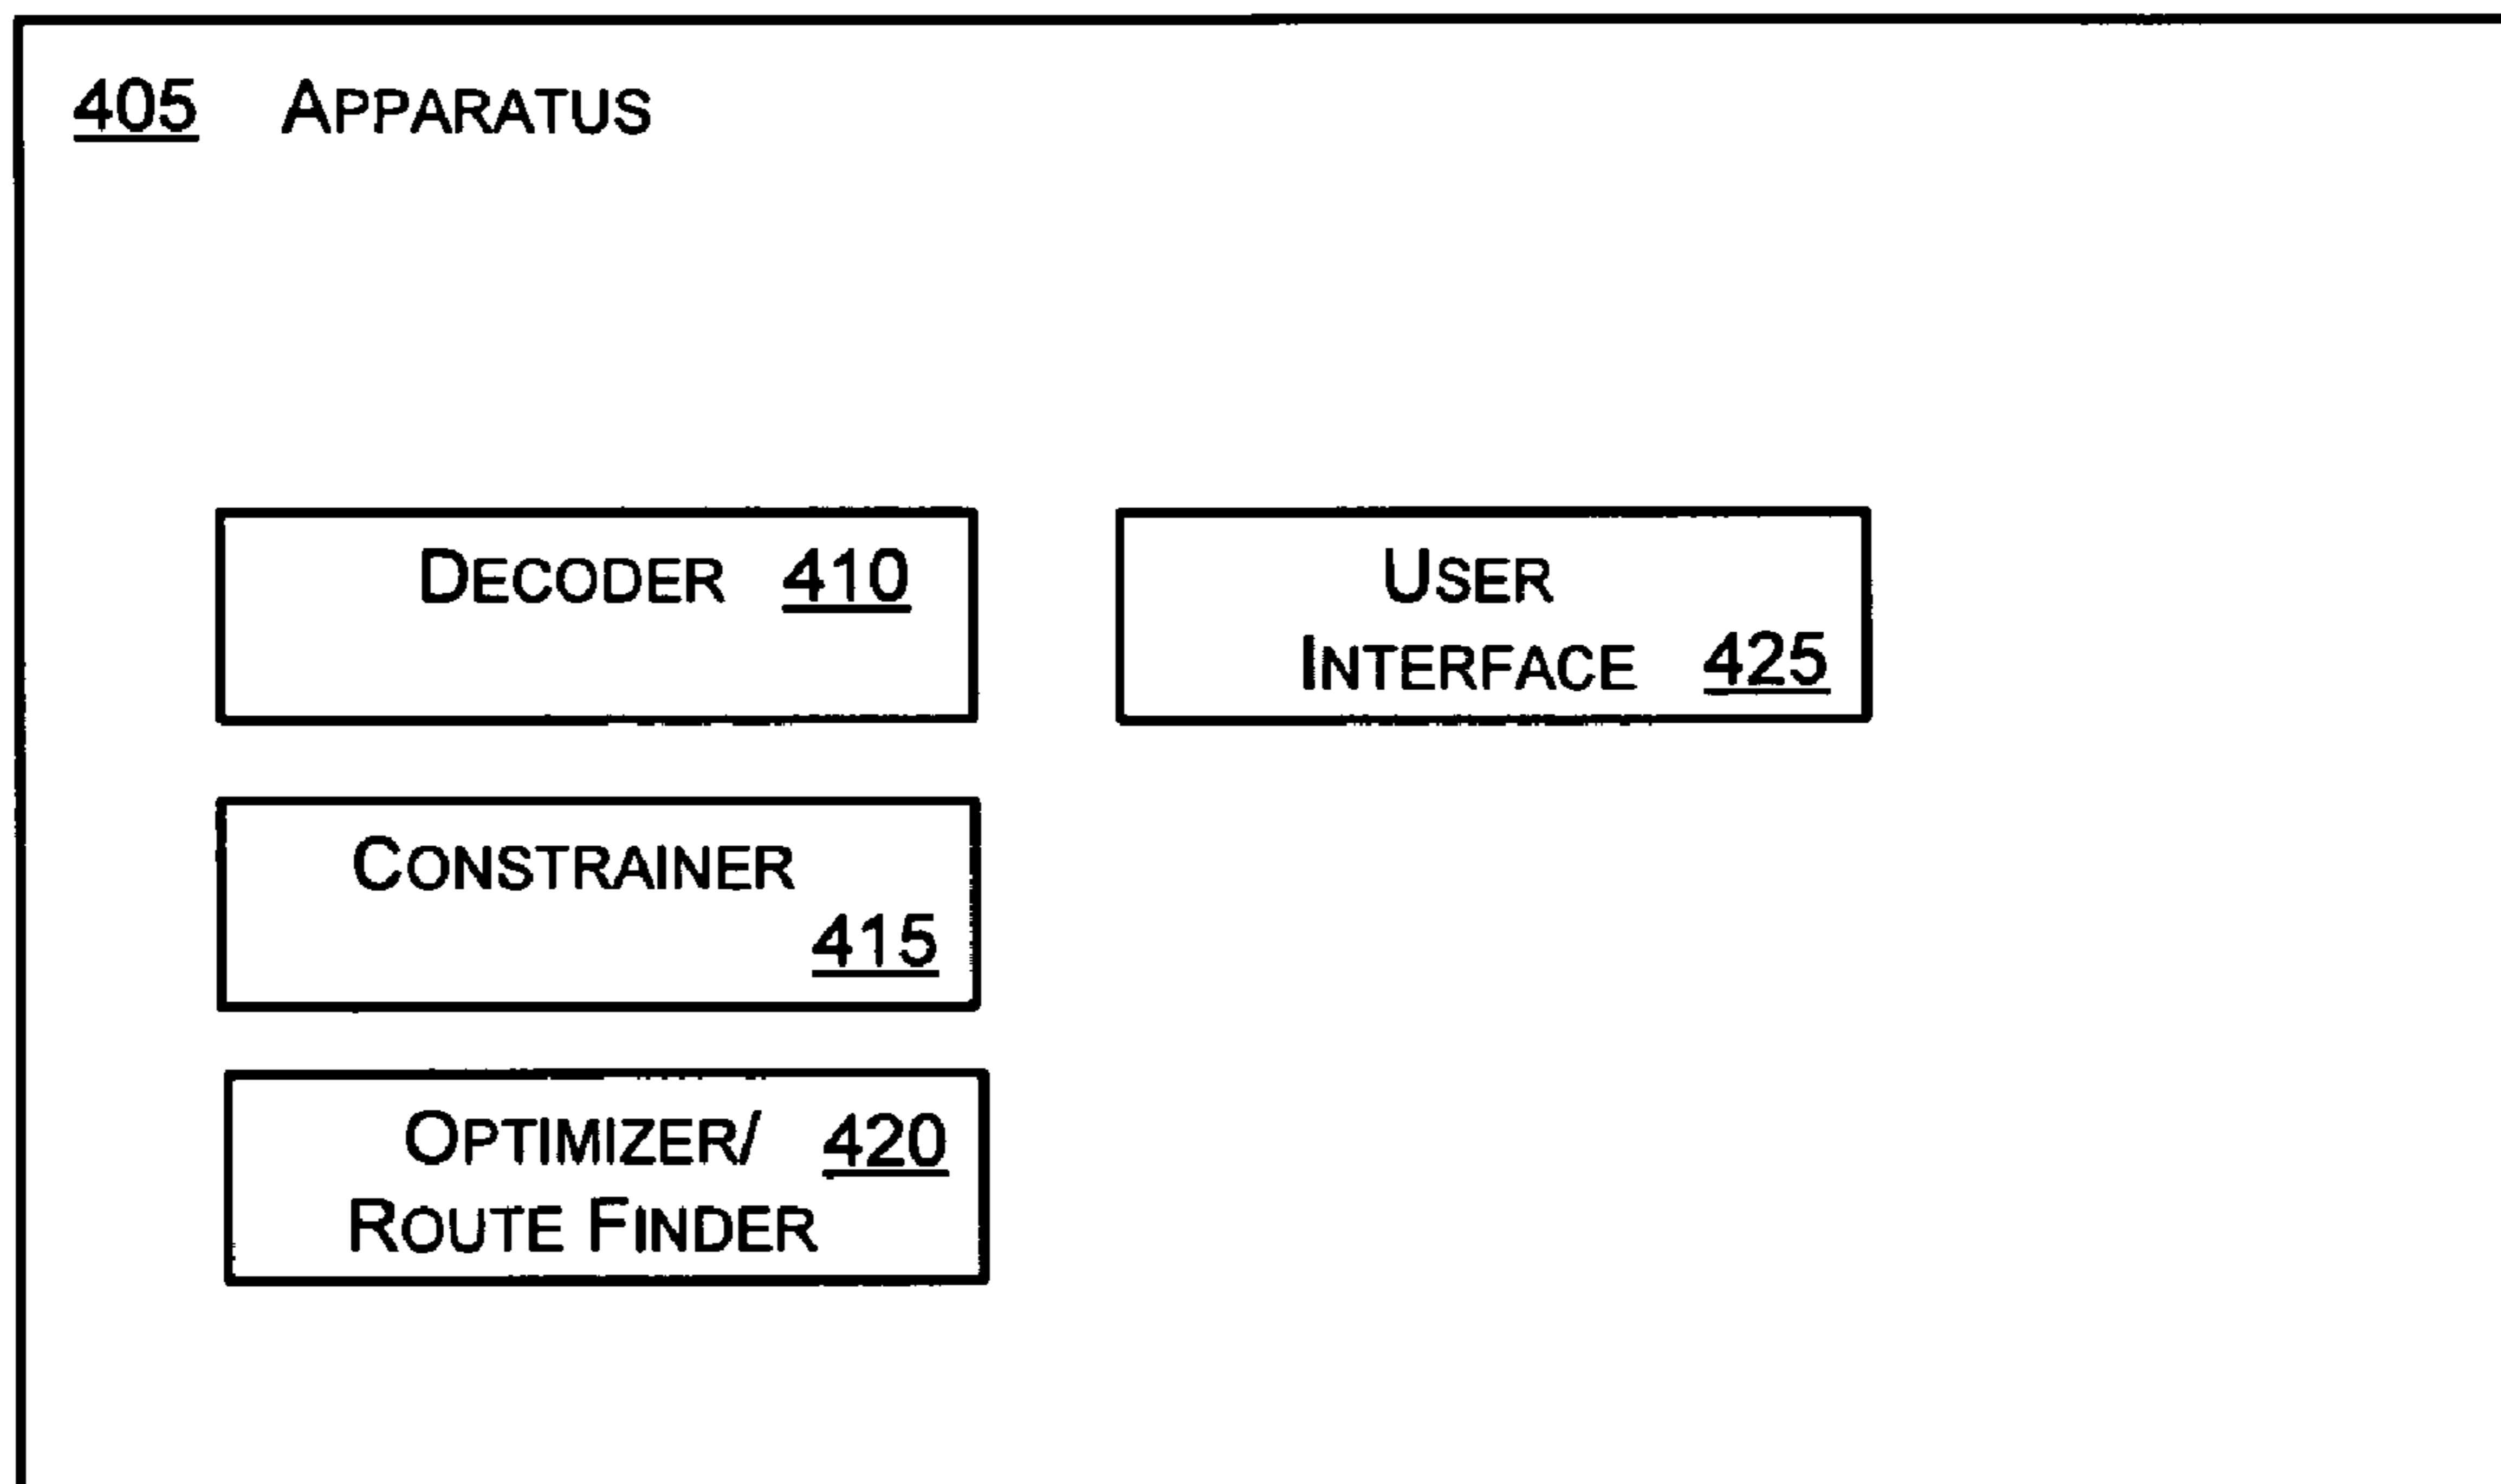 405 APPARATUS
DECODER 410
USER
INTERFACE 425
CONSTRAINER
415
OPTIMIZER/ 420
ROUTE FINDER